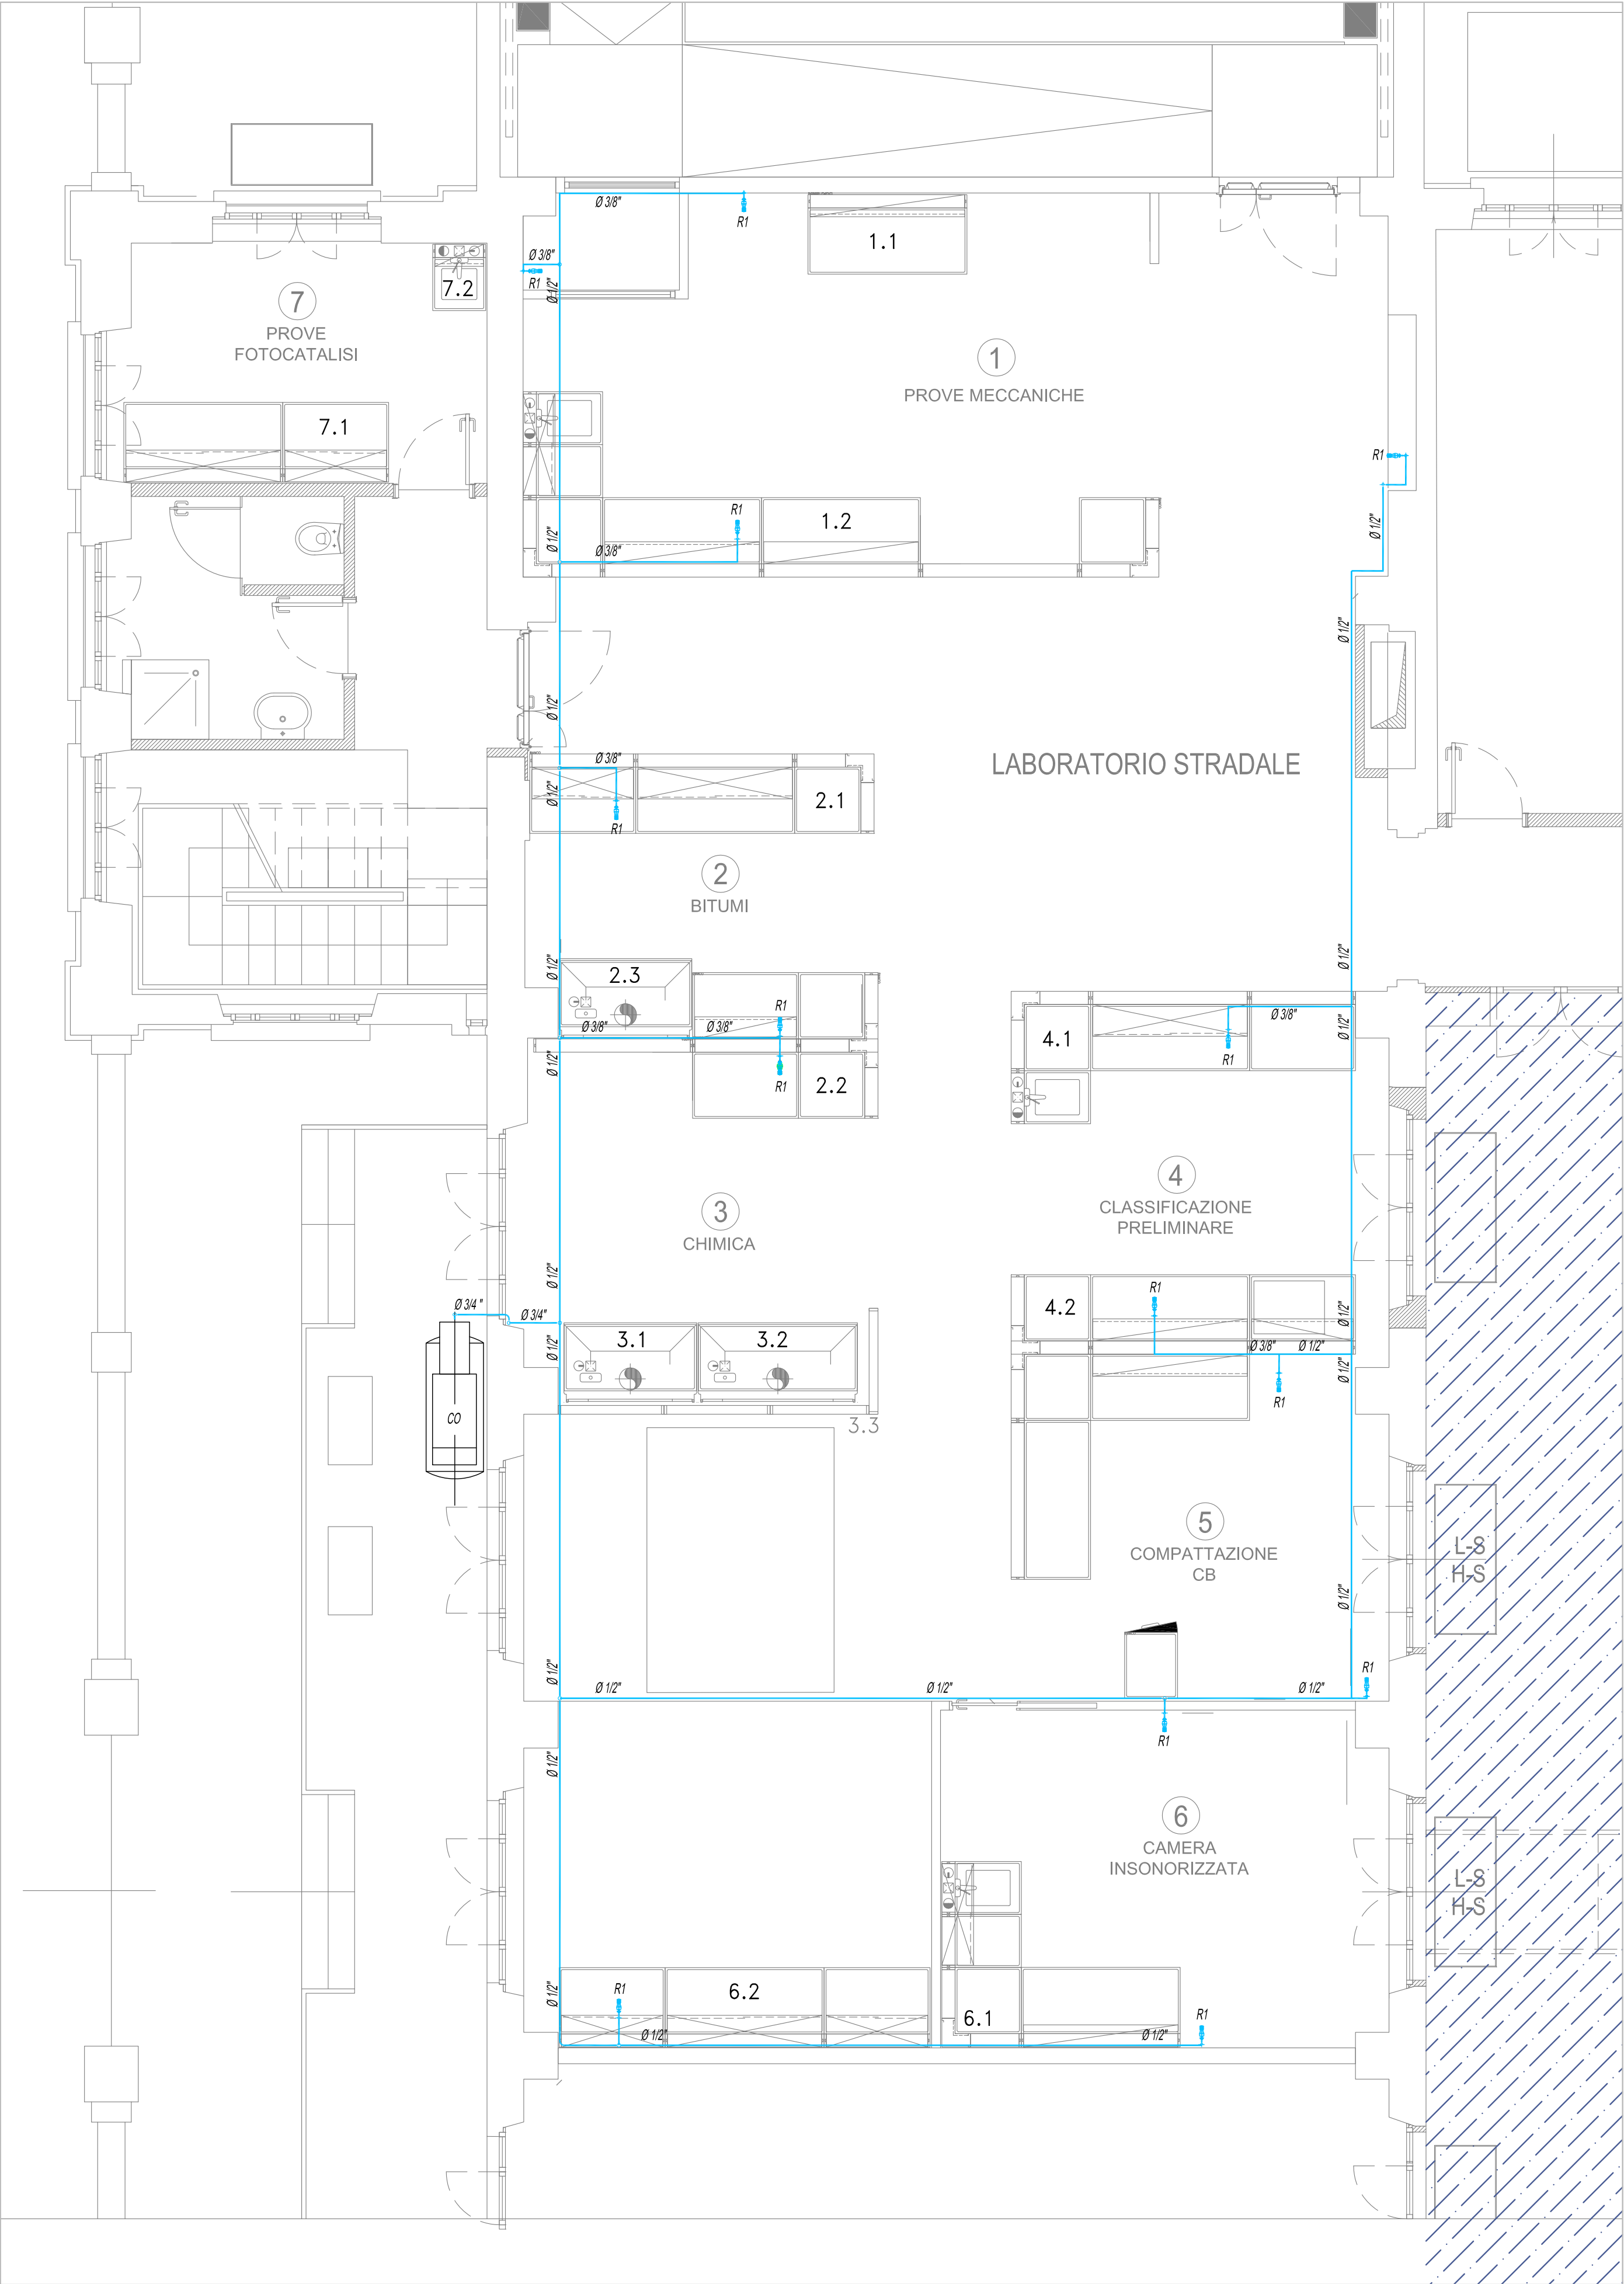 Ø 3/8"
R1
1.1
Ø 3/8"
R1
Ø 1/2"
7.2
7
PROVE
FOTOCATALISI
1
PROVE MECCANICHE
7.1
R1
R1
1.2
Ø 1/2"
Ø 1/2"
Ø 3/8"
Ø 1/2"
Ø 1/2"
LABORATORIO STRADALE
Ø 3/8"
Ø 1/2"
2.1
R1
2
BITUMI
Ø 1/2"
2.3
Ø 1/2"
R1
Ø 3/8"
Ø 3/8"
Ø 3/8"
Ø 1/2"
4.1
R1
Ø 1/2"
R1
2.2
4
CLASSIFICAZIONE
PRELIMINARE
3
CHIMICA
Ø 1/2"
R1
Ø 3/4 "
Ø 3/4"
4.2
Ø 1/2"
Ø 1/2"
3.1
3.2
Ø 3/8"
Ø 1/2"
Ø 1/2"
R1
CO
3.3
5
COMPATTAZIONE
CB
L-S
H-S
Ø 1/2"
Ø 1/2"
R1
Ø 1/2"
Ø 1/2"
Ø 1/2"
R1
Ø 1/2"
6
CAMERA
INSONORIZZATA
L-S
H-S
Ø 1/2"
R1
6.2
6.1
R1
Ø 1/2"
Ø 1/2"